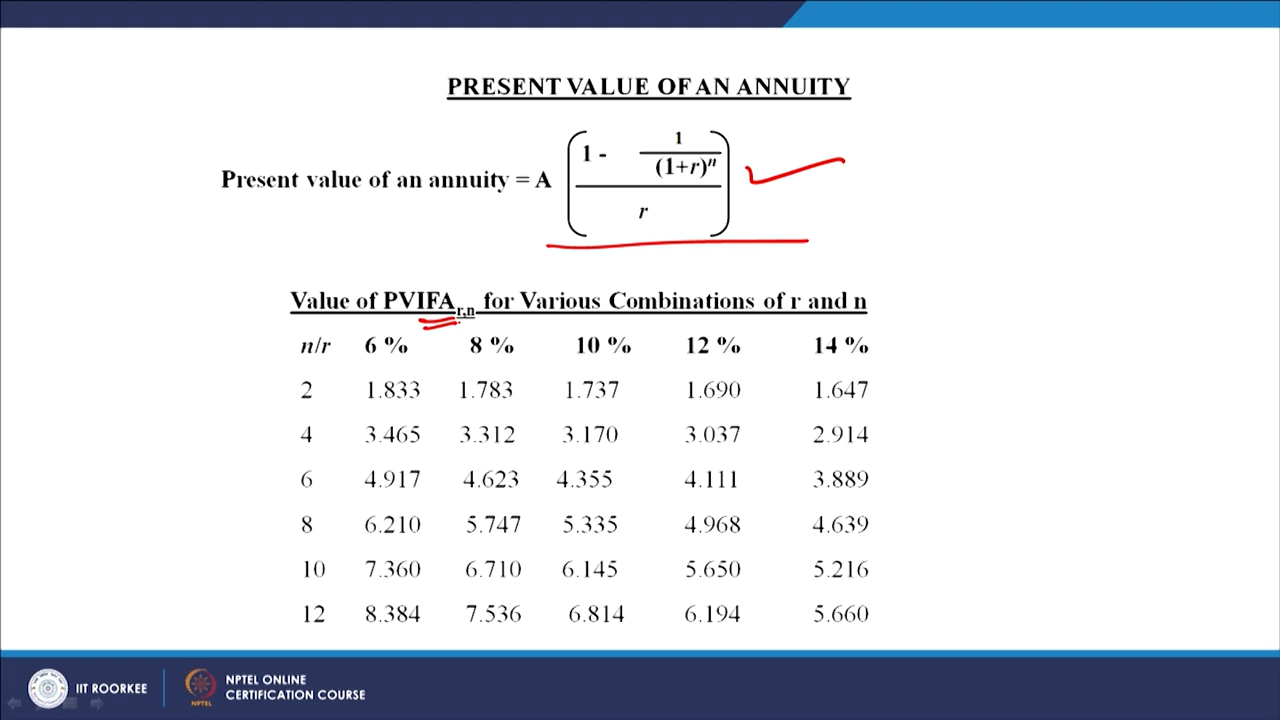 PRESENT VALUE OF AN ANNUITY
Present value of an annuity = A ( 1 - 1 / (1+r)ⁿ / r )
Value of PVIFA r,n for Various Combinations of r and n
n/r 6 % 8 % 10 % 12 % 14 %
2 1.833 1.783 1.737 1.690 1.647
4 3.465 3.312 3.170 3.037 2.914
6 4.917 4.623 4.355 4.111 3.889
8 6.210 5.747 5.335 4.968 4.639
10 7.360 6.710 6.145 5.650 5.216
12 8.384 7.536 6.814 6.194 5.660
IIT ROORKEE
NPTEL
NPTEL ONLINE
CERTIFICATION COURSE